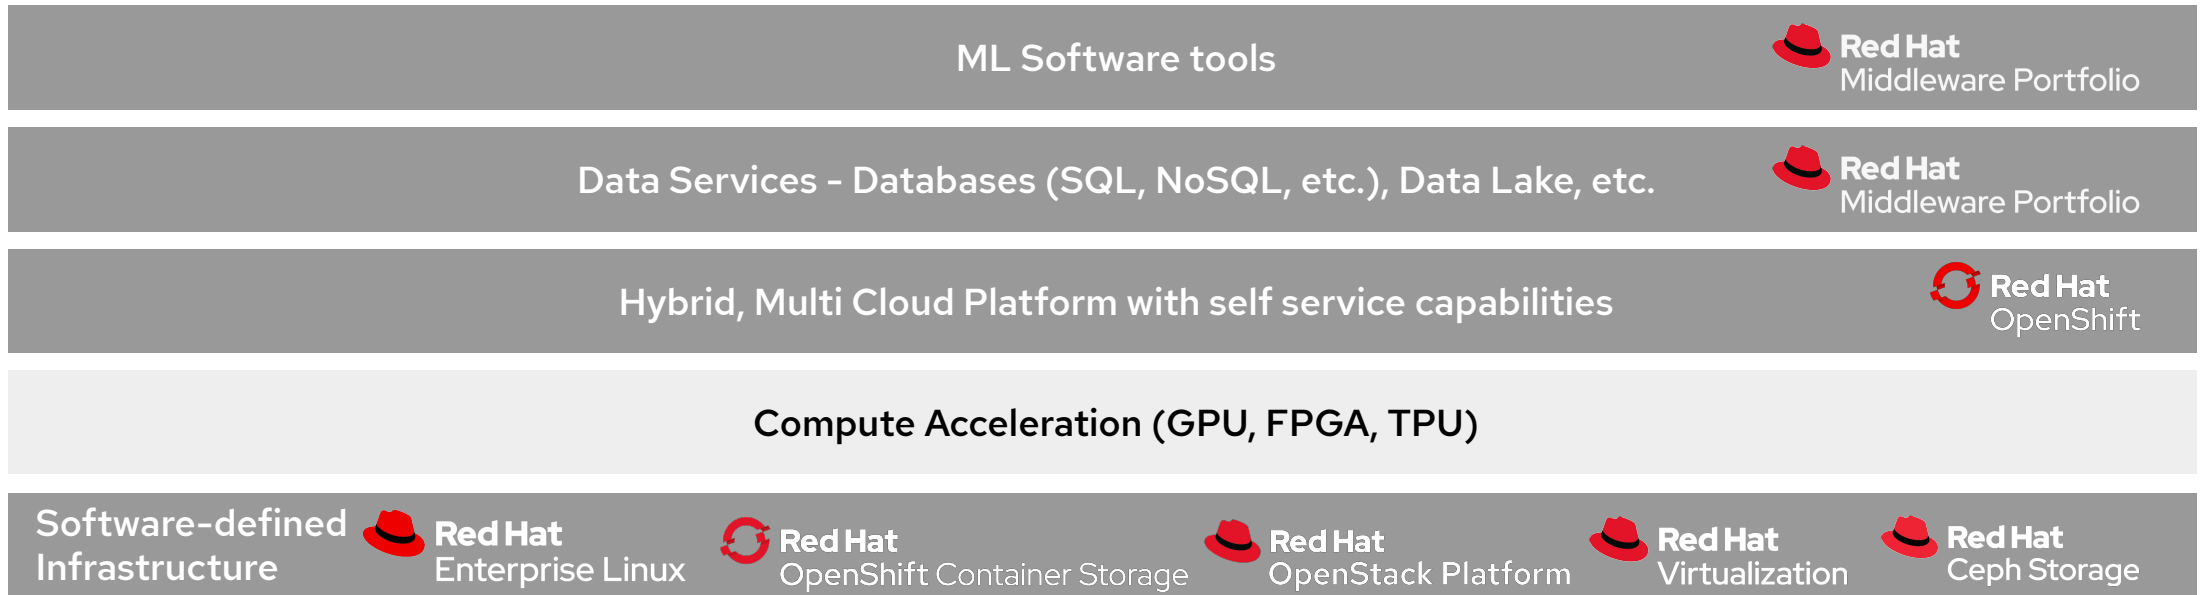 ML Software tools
Red Hat
Middleware Portfolio
Data Services - Databases (SQL, NoSQL, etc.), Data Lake, etc.
Red Hat
Middleware Portfolio
Hybrid, Multi Cloud Platform with self service capabilities
Red Hat
OpenShift
Compute Acceleration (GPU, FPGA, TPU)
Software-defined
Infrastructure
Red Hat
Enterprise Linux
Red Hat
OpenShift Container Storage
Red Hat
OpenStack Platform
Red Hat
Virtualization
Red Hat
Ceph Storage